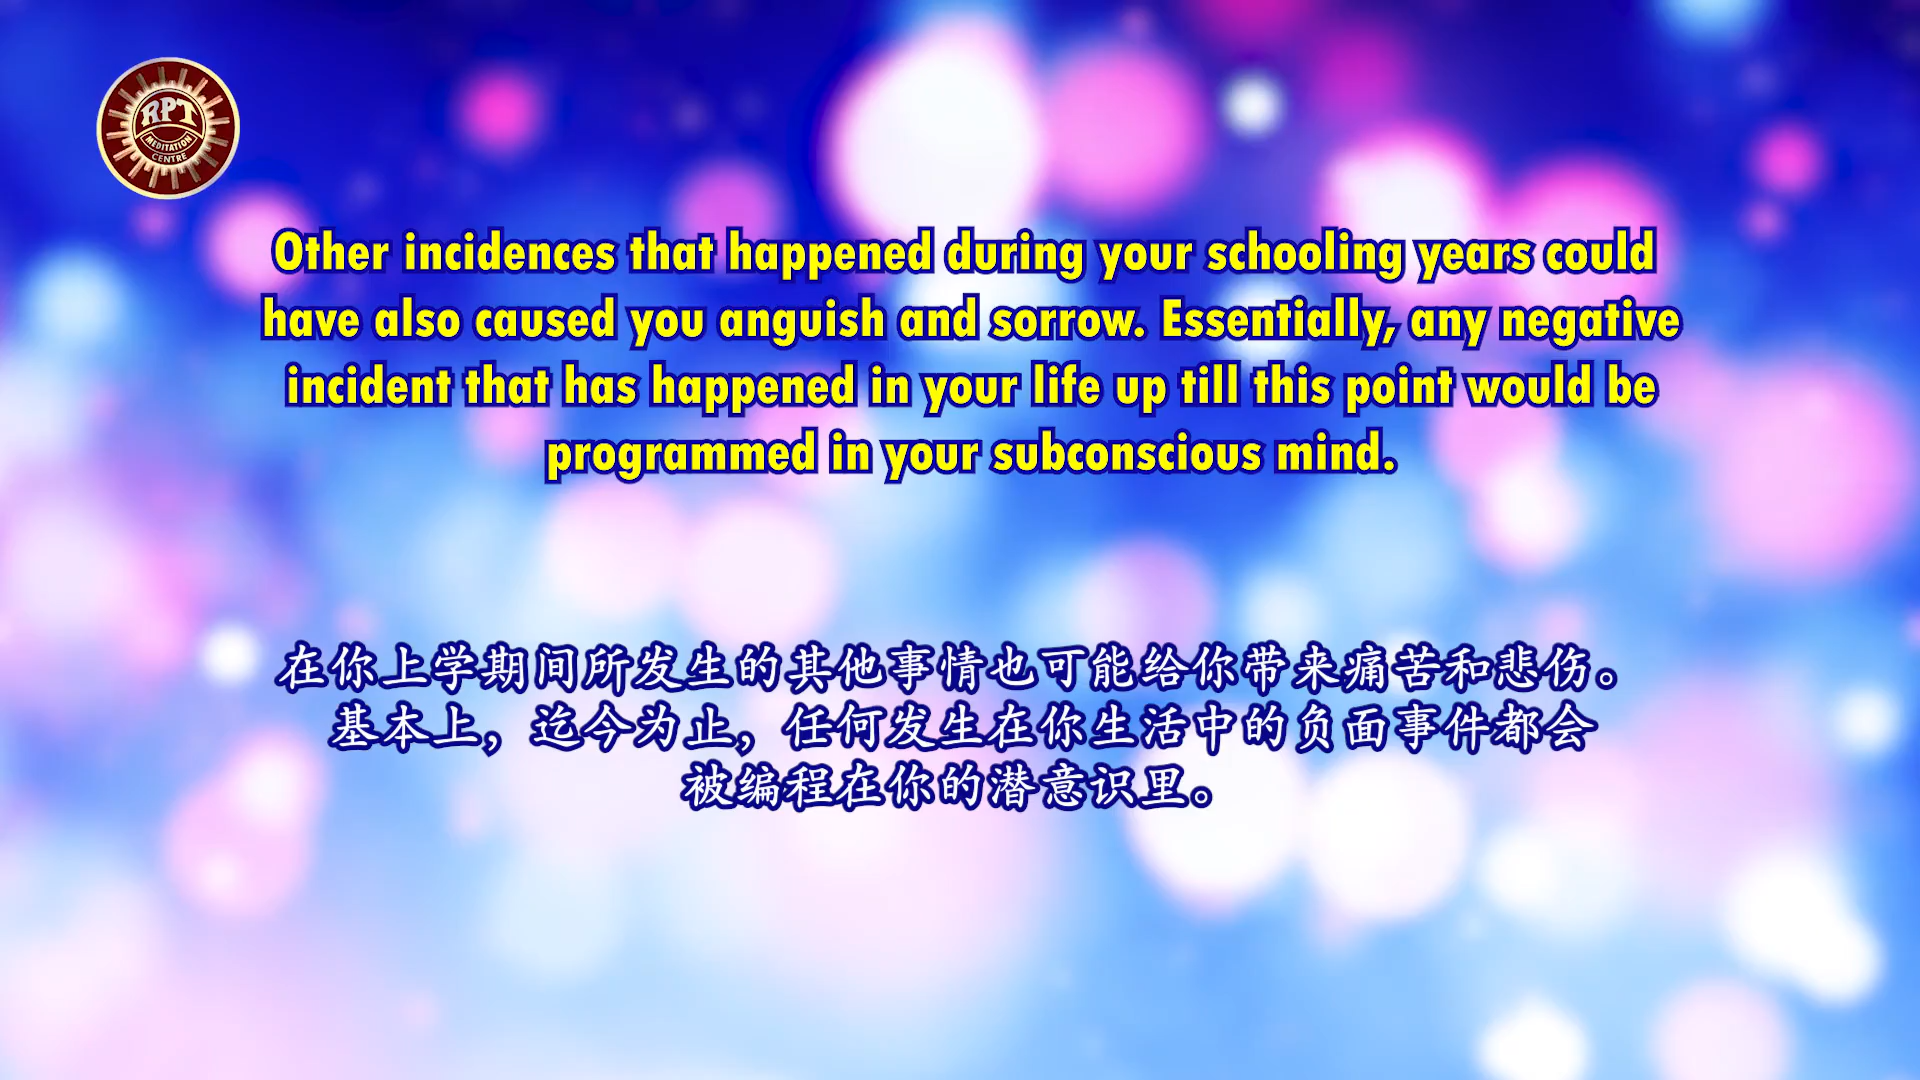 RPT
MEDITATION
CENTRE
Other incidences that happened during your schooling years could
have also caused you anguish and sorrow. Essentially, any negative
incident that has happened in your life up till this point would be
programmed in your subconscious mind.
在你上学期间所发生的其他事情也可能给你带来痛苦和悲伤。
基本上，迄今为止，任何发生在你生活中的负面事件都会
被编程在你的潜意识里。